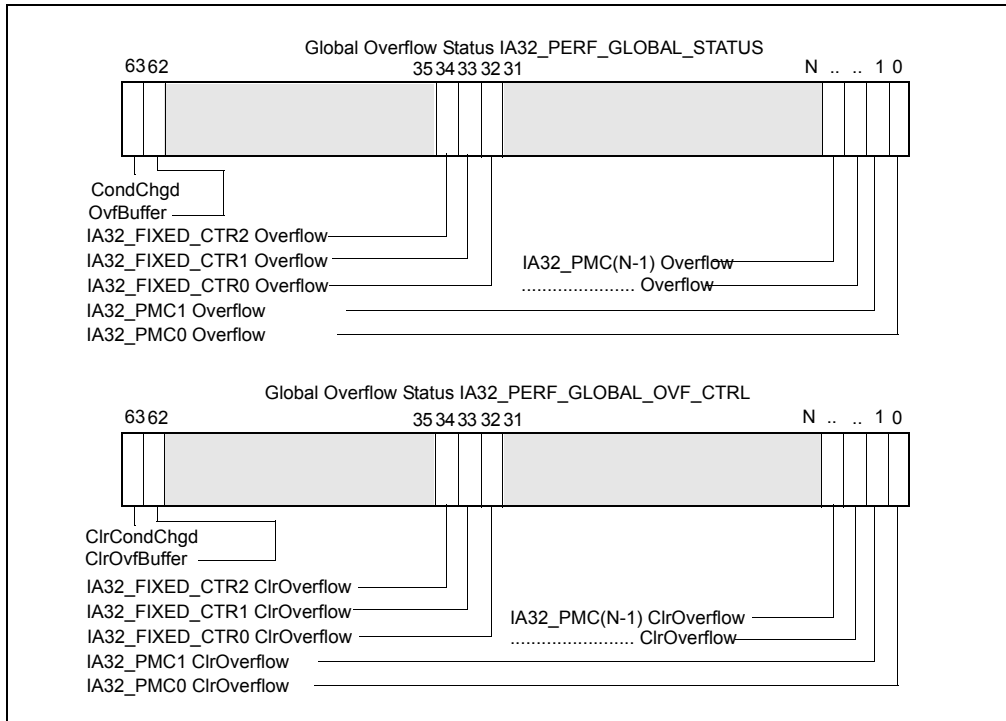 Global Overflow Status IA32_PERF_GLOBAL_STATUS
63 62 35 34 33 32 31 N .. .. 1 0
CondChgd
OvfBuffer
IA32_FIXED_CTR2 Overflow
IA32_FIXED_CTR1 Overflow
IA32_FIXED_CTR0 Overflow
IA32_PMC(N-1) Overflow
...................... Overflow
IA32_PMC1 Overflow
IA32_PMC0 Overflow
Global Overflow Status IA32_PERF_GLOBAL_OVF_CTRL
63 62 35 34 33 32 31 N .. .. 1 0
ClrCondChgd
ClrOvfBuffer
IA32_FIXED_CTR2 ClrOverflow
IA32_FIXED_CTR1 ClrOverflow
IA32_FIXED_CTR0 ClrOverflow
IA32_PMC(N-1) ClrOverflow
........................ ClrOverflow
IA32_PMC1 ClrOverflow
IA32_PMC0 ClrOverflow